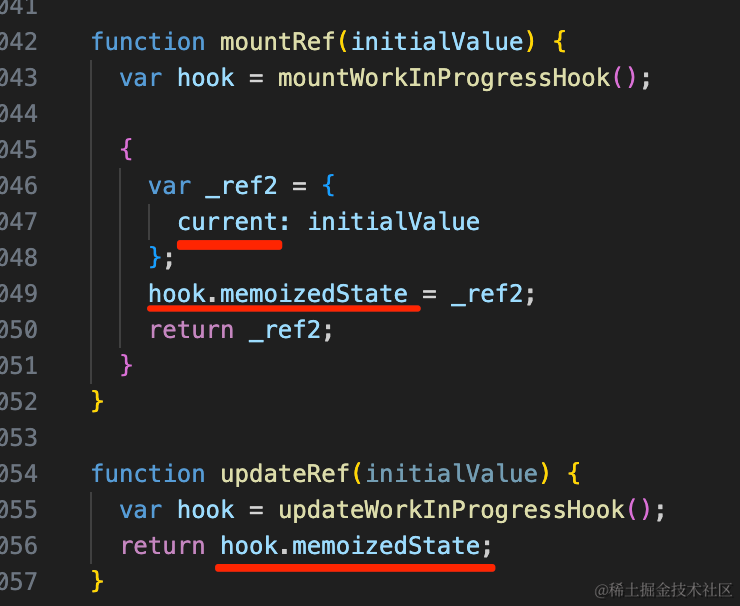 041
042 function mountRef(initialValue) {
043 var hook = mountWorkInProgressHook();
044
045 {
046 var _ref2 = {
047 current: initialValue
048 };
049 hook.memoizedState = _ref2;
050 return _ref2;
051 }
052 }
053
054 function updateRef(initialValue) {
055 var hook = updateWorkInProgressHook();
056 return hook.memoizedState;
057 }
@稀土掘金技术社区